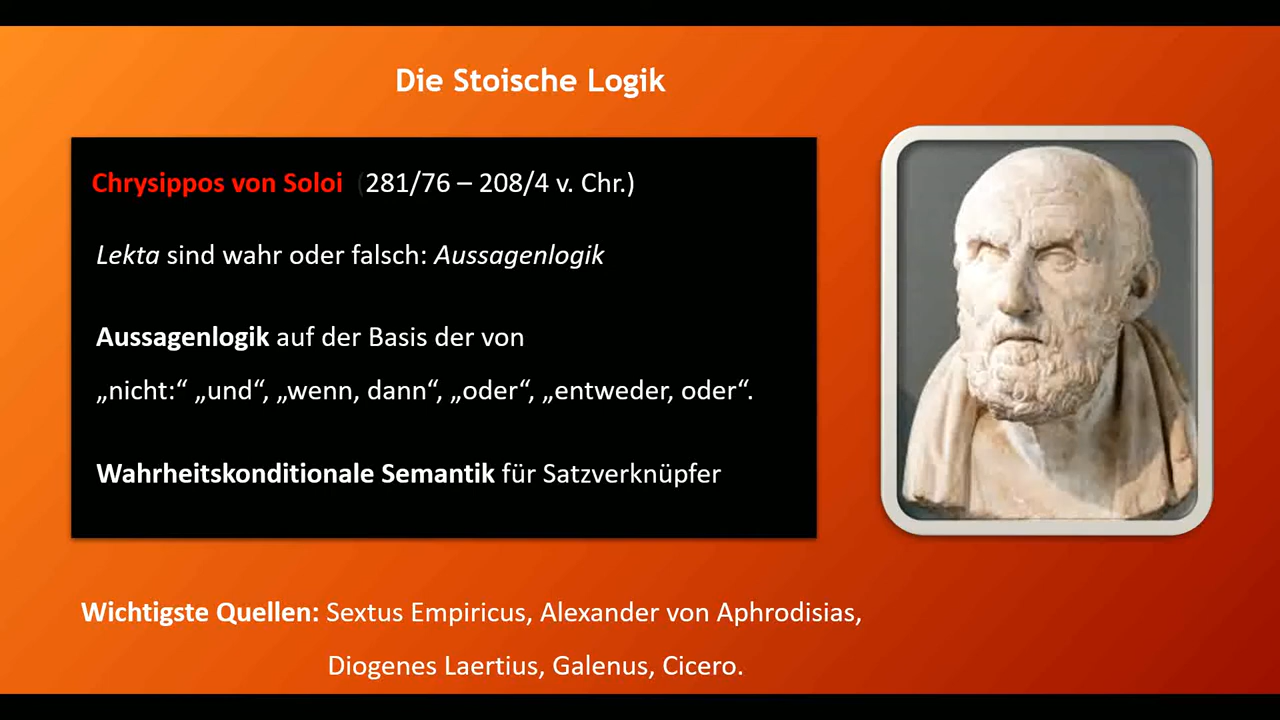 Die Stoische Logik
Chrysippos von Soloi (281/76 – 208/4 v. Chr.)
Lekta sind wahr oder falsch: Aussagenlogik
Aussagenlogik auf der Basis der von
„nicht:“ „und“, „wenn, dann“, „oder“, „entweder, oder“.
Wahrheitskonditionale Semantik für Satzverknüpfer
Wichtigste Quellen: Sextus Empiricus, Alexander von Aphrodisias,
Diogenes Laertius, Galenus, Cicero.